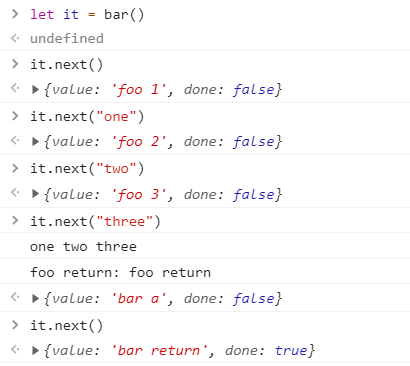 > let it = bar()
undefined
> it.next()
▶{value: 'foo 1', done: false}
> it.next("one")
▶{value: 'foo 2', done: false}
> it.next("two")
▶{value: 'foo 3', done: false}
> it.next("three")
one two three
foo return: foo return
▶{value: 'bar a', done: false}
> it.next()
▶{value: 'bar return', done: true}